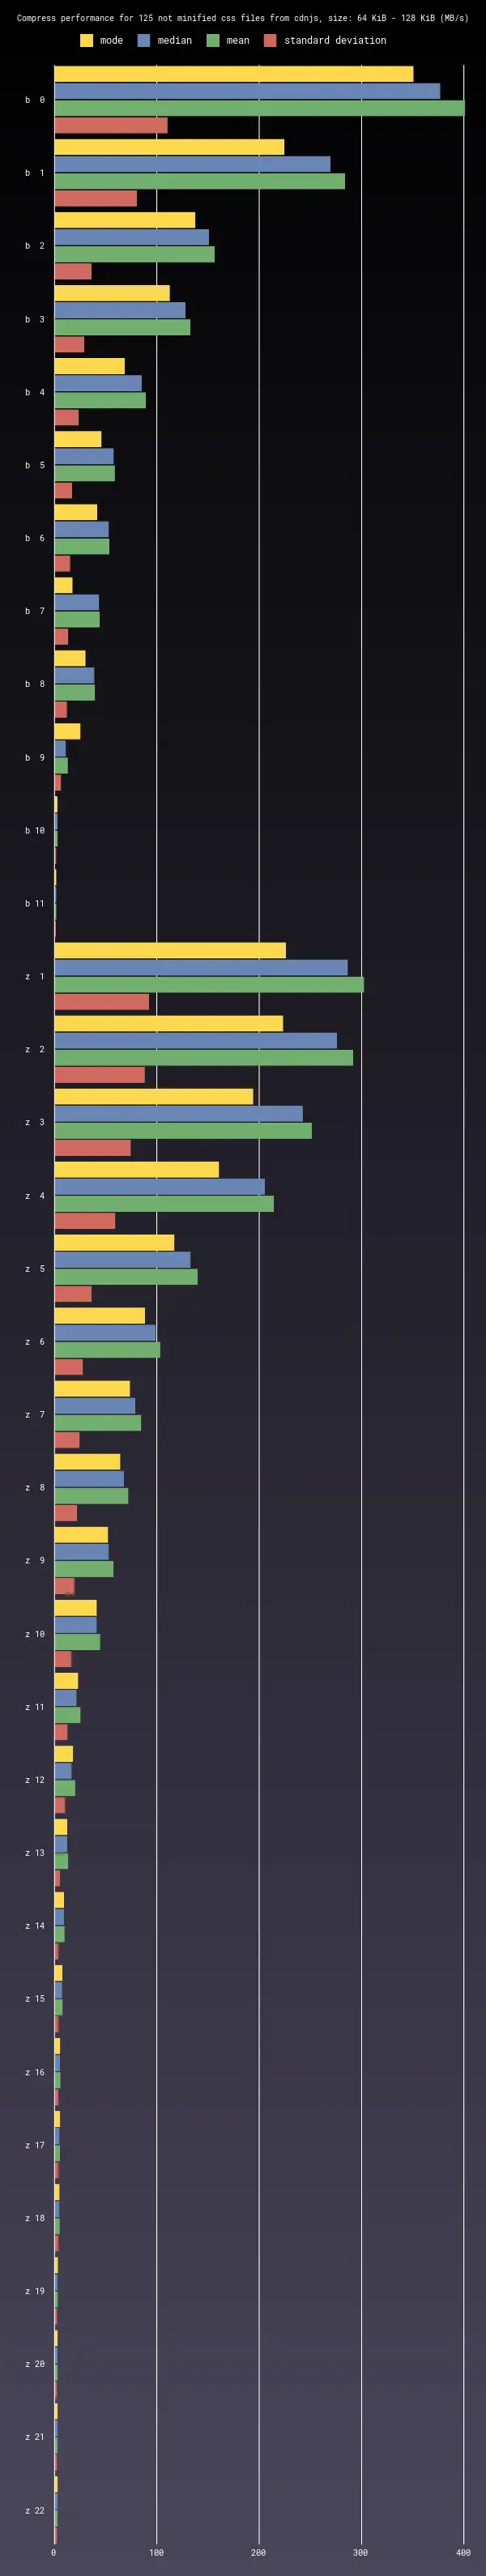 Compress performance for 125 not minified css files from cdnjs, size: 64 KiB - 128 KiB (MB/s)
mode median mean standard deviation
b 0
b 1
b 2
b 3
b 4
b 5
b 6
b 7
b 8
b 9
b 10
b 11
z 1
z 2
z 3
z 4
z 5
z 6
z 7
z 8
z 9
z 10
z 11
z 12
z 13
z 14
z 15
z 16
z 17
z 18
z 19
z 20
z 21
z 22
0 100 200 300 400